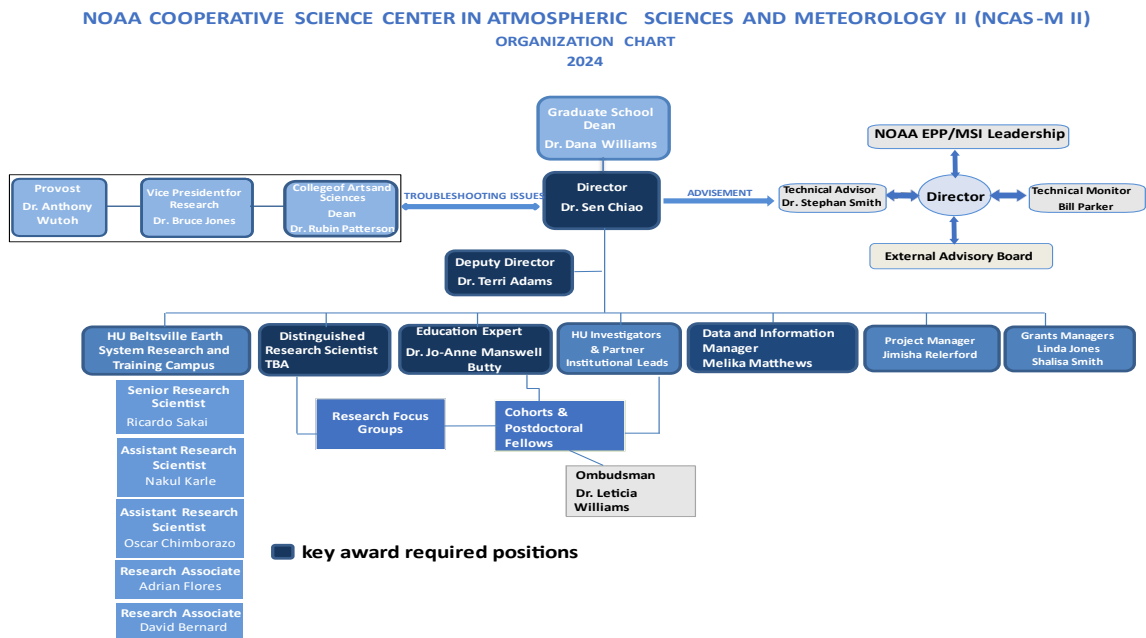 NOAA COOPERATIVE SCIENCE CENTER IN ATMOSPHERIC SCIENCES AND METEOROLOGY II (NCAS-M II)
ORGANIZATION CHART
2024
Graduate School
Dean
Dr. Dana Williams
NOAA EPP/MSI Leadership
Provost
Dr. Anthony
Wutoh
Vice President for
Research
Dr. Bruce Jones
College of Arts and
Sciences
Dean
Dr. Rubin Patterson
TROUBLESHOOTING ISSUES
Director
Dr. Sen Chiao
ADVISEMENT
Technical Advisor
Dr. Stephan Smith
Director
Technical Monitor
Bill Parker
External Advisory Board
Deputy Director
Dr. Terri Adams
HU Beltsville Earth
System Research and
Training Campus
Distinguished
Research Scientist
TBA
Education Expert
Dr. Jo-Anne Manswell
Butty
HU Investigators
& Partner
Institutional Leads
Data and Information
Manager
Melika Matthews
Project Manager
Jimisha Relerford
Grants Managers
Linda Jones
Shalisa Smith
Senior Research
Scientist
Ricardo Sakai
Research Focus
Groups
Cohorts &
Postdoctoral
Fellows
Assistant Research
Scientist
Nakul Karle
Ombudsman
Dr. Leticia
Williams
Assistant Research
Scientist
Oscar Chimborazo
key award required positions
Research Associate
Adrian Flores
Research Associate
David Bernard